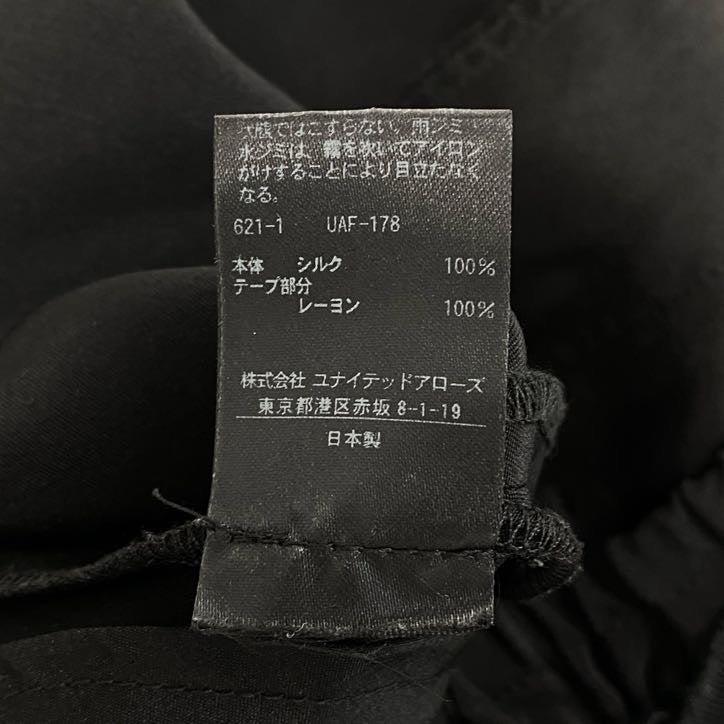 態ではこすらない。雨ジミ
水ジミは、霧を吹いてアイロン
がけすることにより目立たなく
なる。
621-1 UAF-178
本体 シルク 100%
テープ部分
レーヨン 100%
株式会社 ユナイテッドアローズ
東京都港区赤坂 8-1-19
日本製